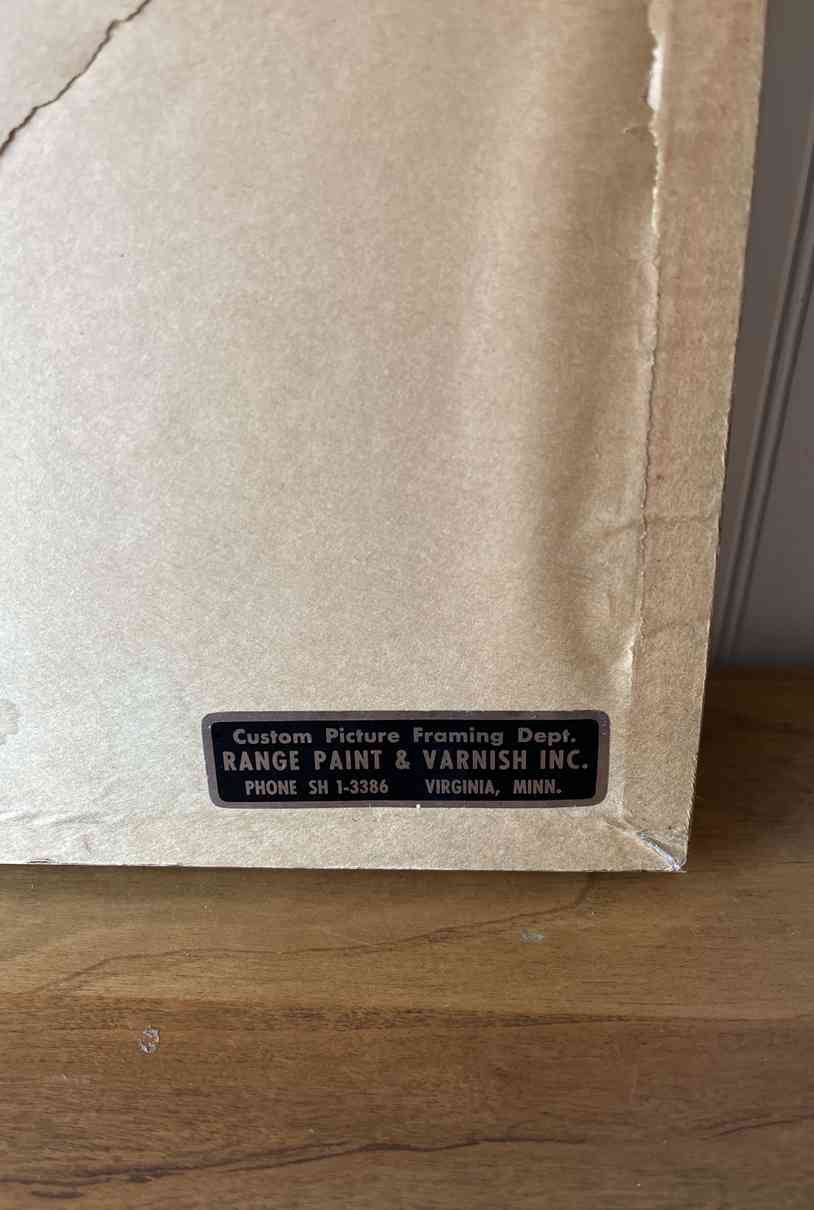 Custom Picture Framing Dept.
RANGE PAINT & VARNISH INC.
PHONE SH 1-3386 VIRGINIA, MINN.